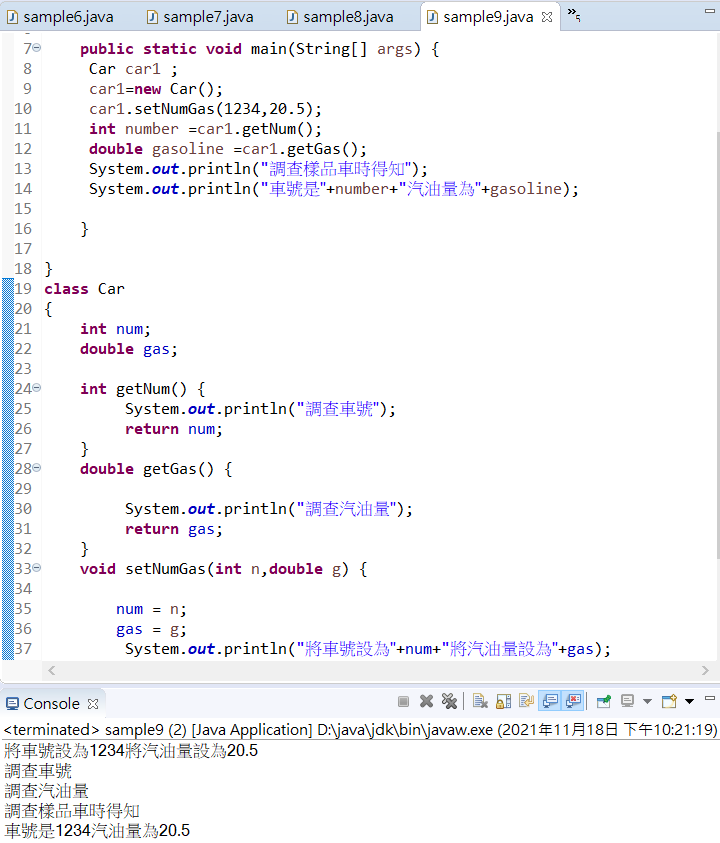 sample6.java sample7.java sample8.java sample9.java »5
7 public static void main(String[] args) {
8 Car car1 ;
9 car1=new Car();
10 car1.setNumGas(1234,20.5);
11 int number =car1.getNum();
12 double gasoline =car1.getGas();
13 System.out.println("調查樣品車時得知");
14 System.out.println("車號是"+number+"汽油量為"+gasoline);
15
16 }
17
18 }
19 class Car
20 {
21 int num;
22 double gas;
23
24 int getNum() {
25 System.out.println("調查車號");
26 return num;
27 }
28 double getGas() {
29
30 System.out.println("調查汽油量");
31 return gas;
32 }
33 void setNumGas(int n,double g) {
34
35 num = n;
36 gas = g;
37 System.out.println("將車號設為"+num+"將汽油量設為"+gas);
Console
<terminated> sample9 (2) [Java Application] D:\java\jdk\bin\javaw.exe (2021年11月18日 下午10:21:19)
將車號設為1234將汽油量設為20.5
調查車號
調查汽油量
調查樣品車時得知
車號是1234汽油量為20.5